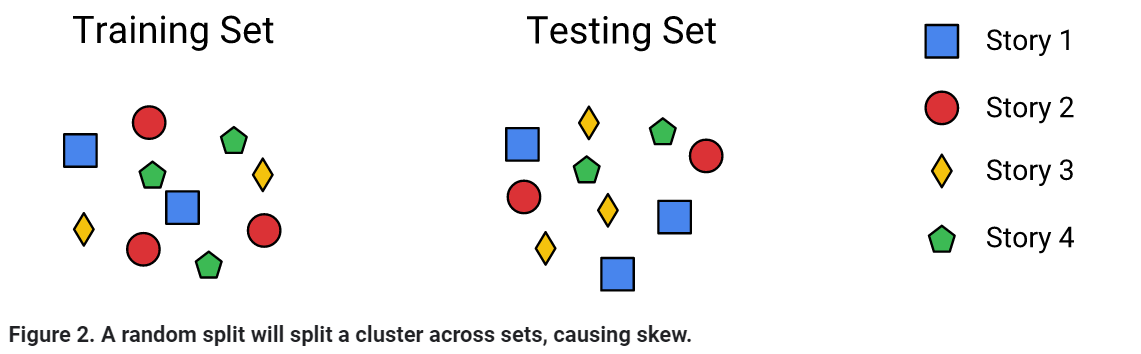 Training Set
Testing Set
Story 1
Story 2
Story 3
Story 4
Figure 2. A random split will split a cluster across sets, causing skew.